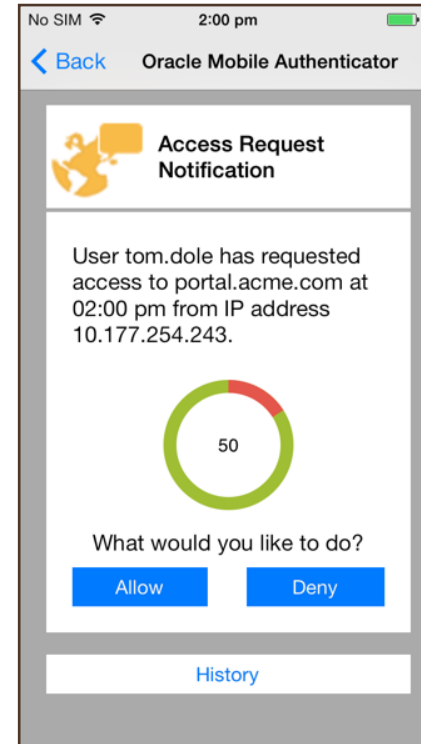 No SIM 2:00 pm
Back Oracle Mobile Authenticator
Access Request
Notification
User tom.dole has requested
access to portal.acme.com at
02:00 pm from IP address
10.177.254.243.
50
What would you like to do?
Allow Deny
History